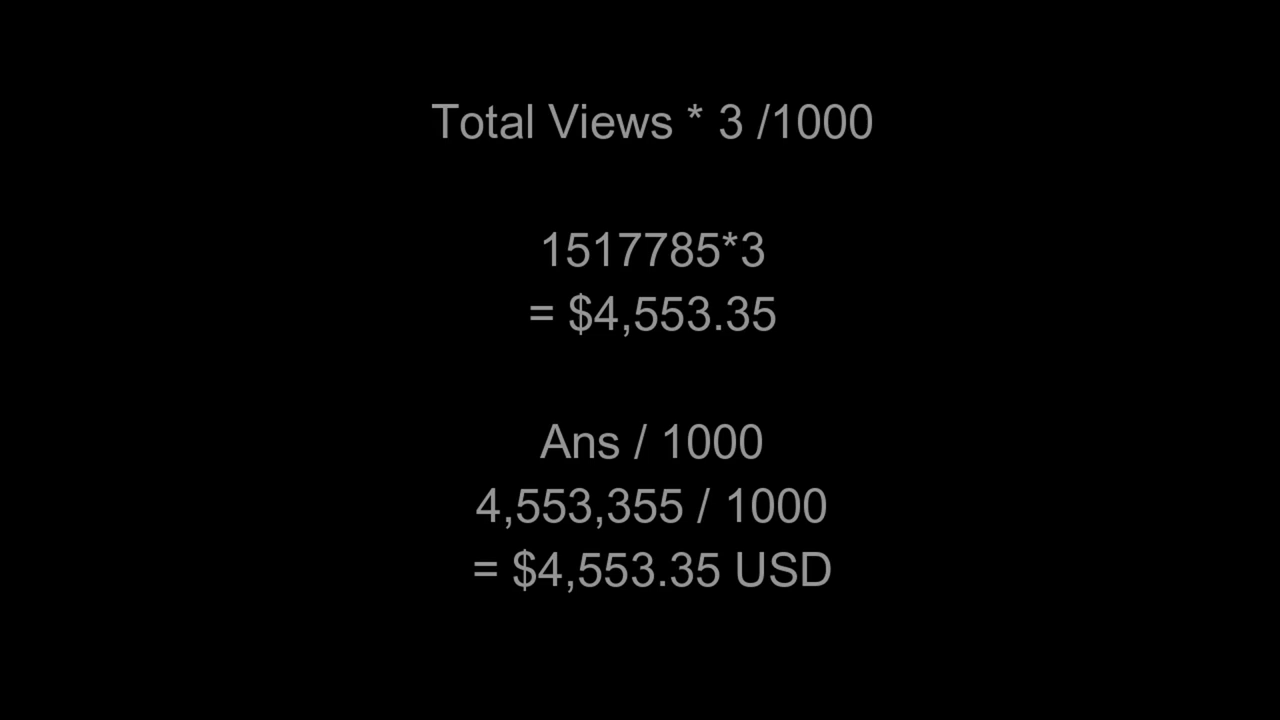 Total Views * 3 /1000
1517785*3
= $4,553.35
Ans / 1000
4,553,355 / 1000
= $4,553.35 USD